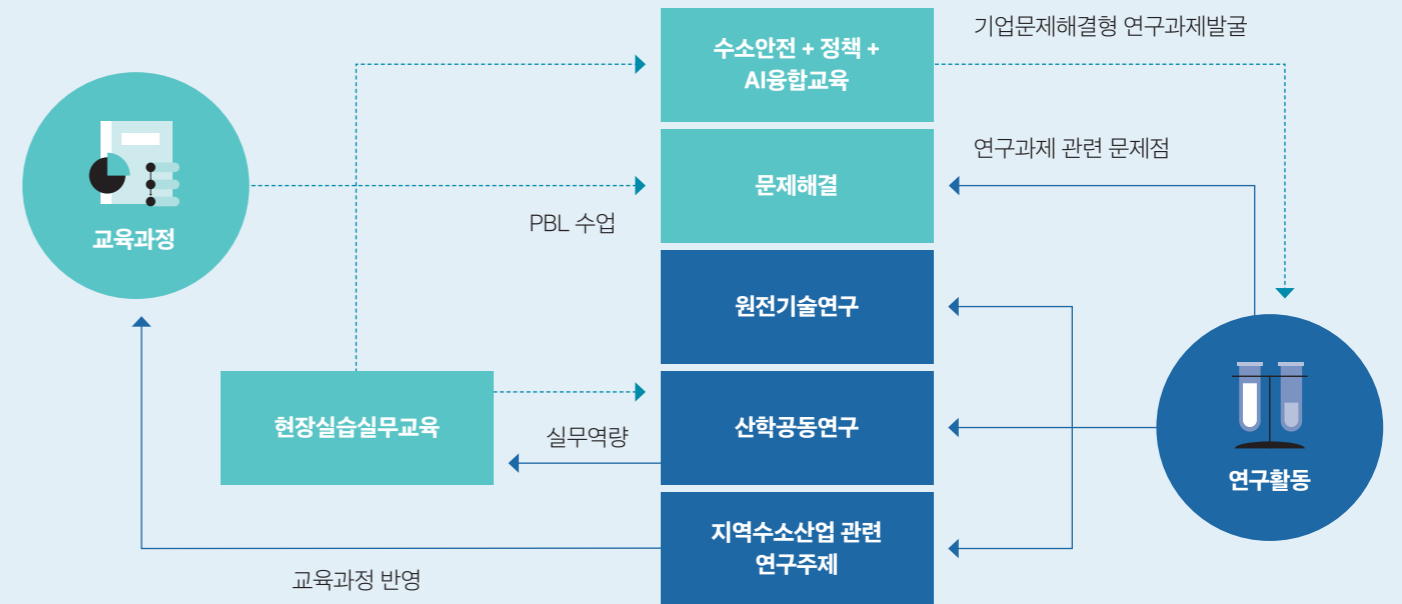 기업문제해결형 연구과제발굴
수소안전 + 정책 +
AI융합교육
연구과제 관련 문제점
문제해결
PBL 수업
교육과정
원전기술연구
현장실습실무교육
산학공동연구
실무역량
연구활동
지역수소산업 관련
연구주제
교육과정 반영